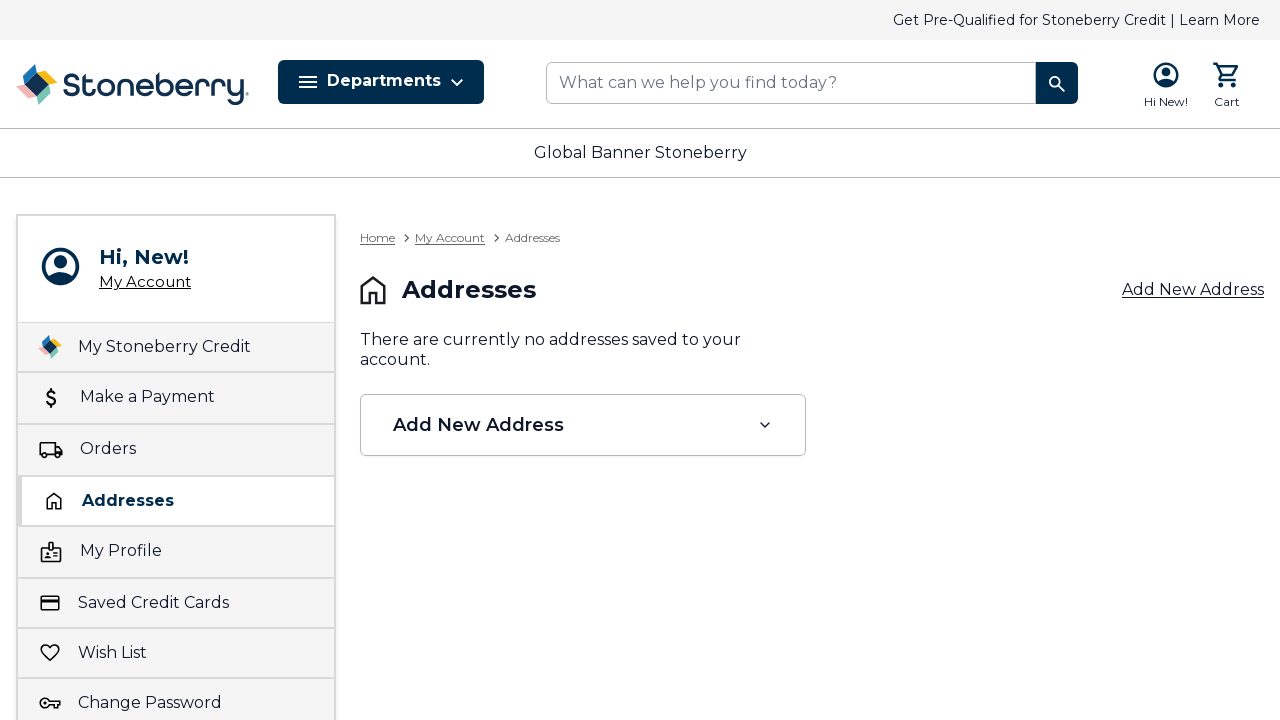 Get Pre-Qualified for Stoneberry Credit | Learn More
Stoneberry
Departments
What can we help you find today?
Hi New!
Cart
Global Banner Stoneberry
Hi, New!
My Account
My Stoneberry Credit
Make a Payment
Orders
Addresses
My Profile
Saved Credit Cards
Wish List
Change Password
Home
My Account
Addresses
Addresses
Add New Address
There are currently no addresses saved to your
account.
Add New Address